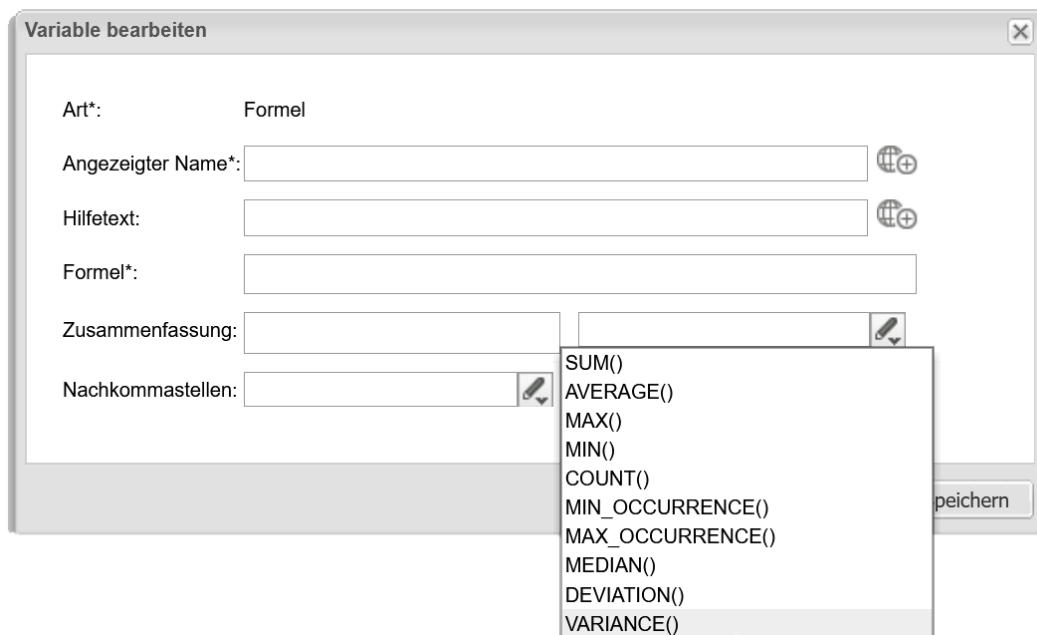 Variable bearbeiten
Art*: Formel
Angezeigter Name*:
Hilfetext:
Formel*:
Zusammenfassung:
Nachkommastellen:
SUM()
AVERAGE()
MAX()
MIN()
COUNT()
MIN_OCCURRENCE()
MAX_OCCURRENCE()
MEDIAN()
DEVIATION()
VARIANCE()
peichern